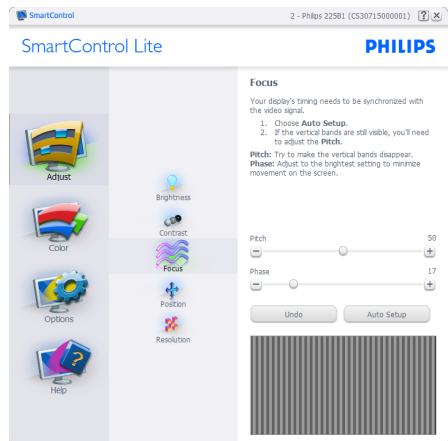 SmartControl
2 - Philips 225B1 (CS30715000001)
SmartControl Lite
PHILIPS
Adjust
Color
Options
Help
Brightness
Contrast
Focus
Position
Resolution
Focus
Your display's timing needs to be synchronized with
the video signal.
1. Choose Auto Setup.
2. If the vertical bands are still visible, you'll need
to adjust the Pitch.
Pitch: Try to make the vertical bands disappear.
Phase: Adjust to the brightest setting to minimize
movement on the screen.
Pitch 50
Phase 17
Undo Auto Setup